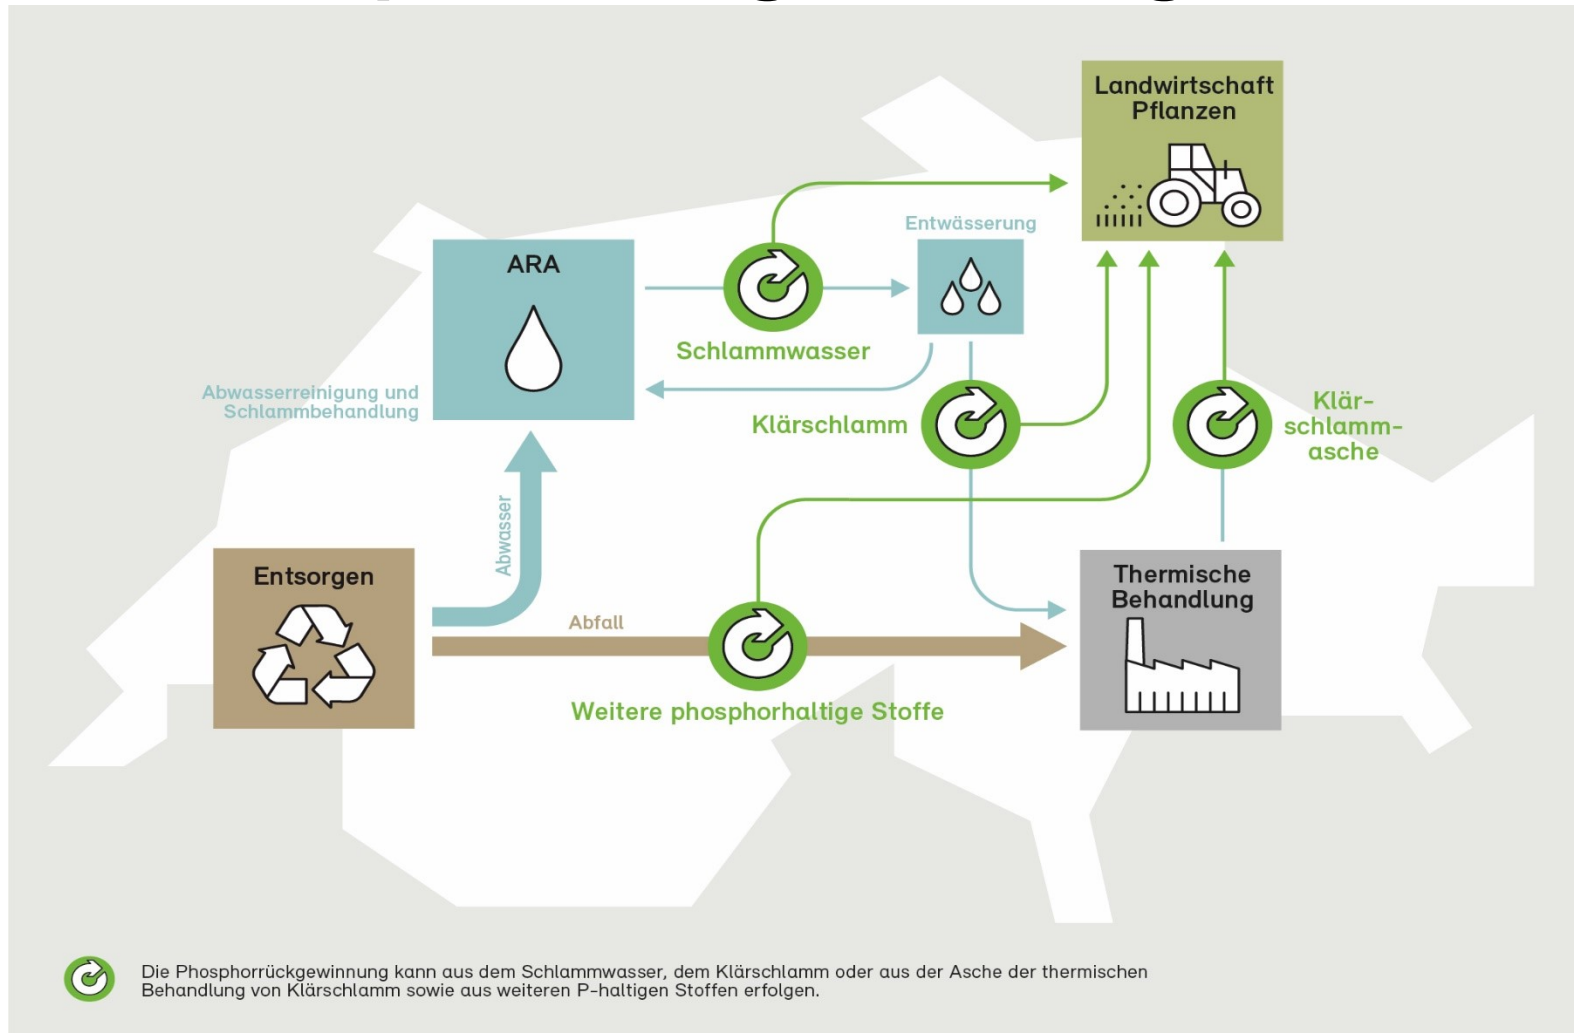 Landwirtschaft
Pflanzen
Entwässerung
ARA
Schlammwasser
Abwasserreinigung und
Schlammbehandlung
Klärschlamm
Klär-
schlamm-
asche
Abwasser
Entsorgen
Thermische
Behandlung
Abfall
Weitere phosphorhaltige Stoffe
Die Phosphorrückgewinnung kann aus dem Schlammwasser, dem Klärschlamm oder aus der Asche der thermischen
Behandlung von Klärschlamm sowie aus weiteren P-haltigen Stoffen erfolgen.